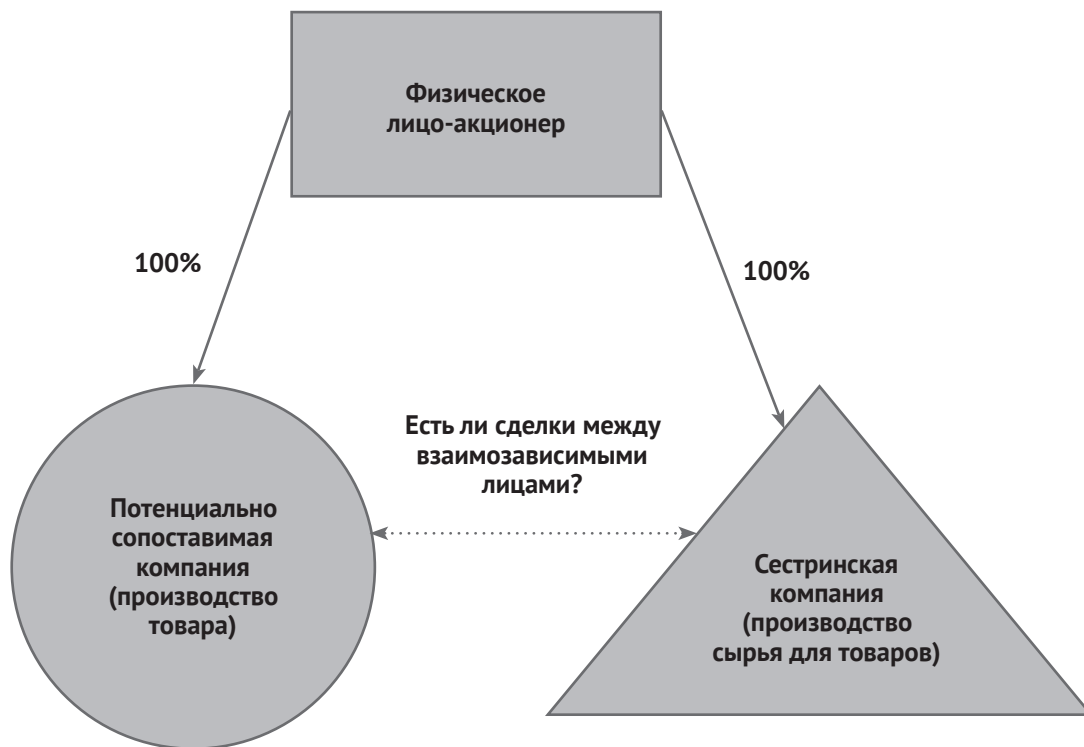 Физическое
лицо-акционер
100%
100%
Есть ли сделки между
взаимозависимыми
лицами?
Потенциально
сопоставимая
компания
(производство
товара)
Сестринская
компания
(производство
сырья для товаров)